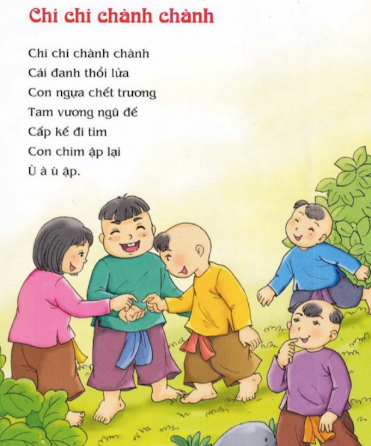 Chi chi chành chành
Chi chi chành chành
Cái đanh thổi lửa
Con ngựa chết trương
Tam vương ngũ đế
Cấp kế đi tìm
Con chim ập lại
Ù à ù ập.